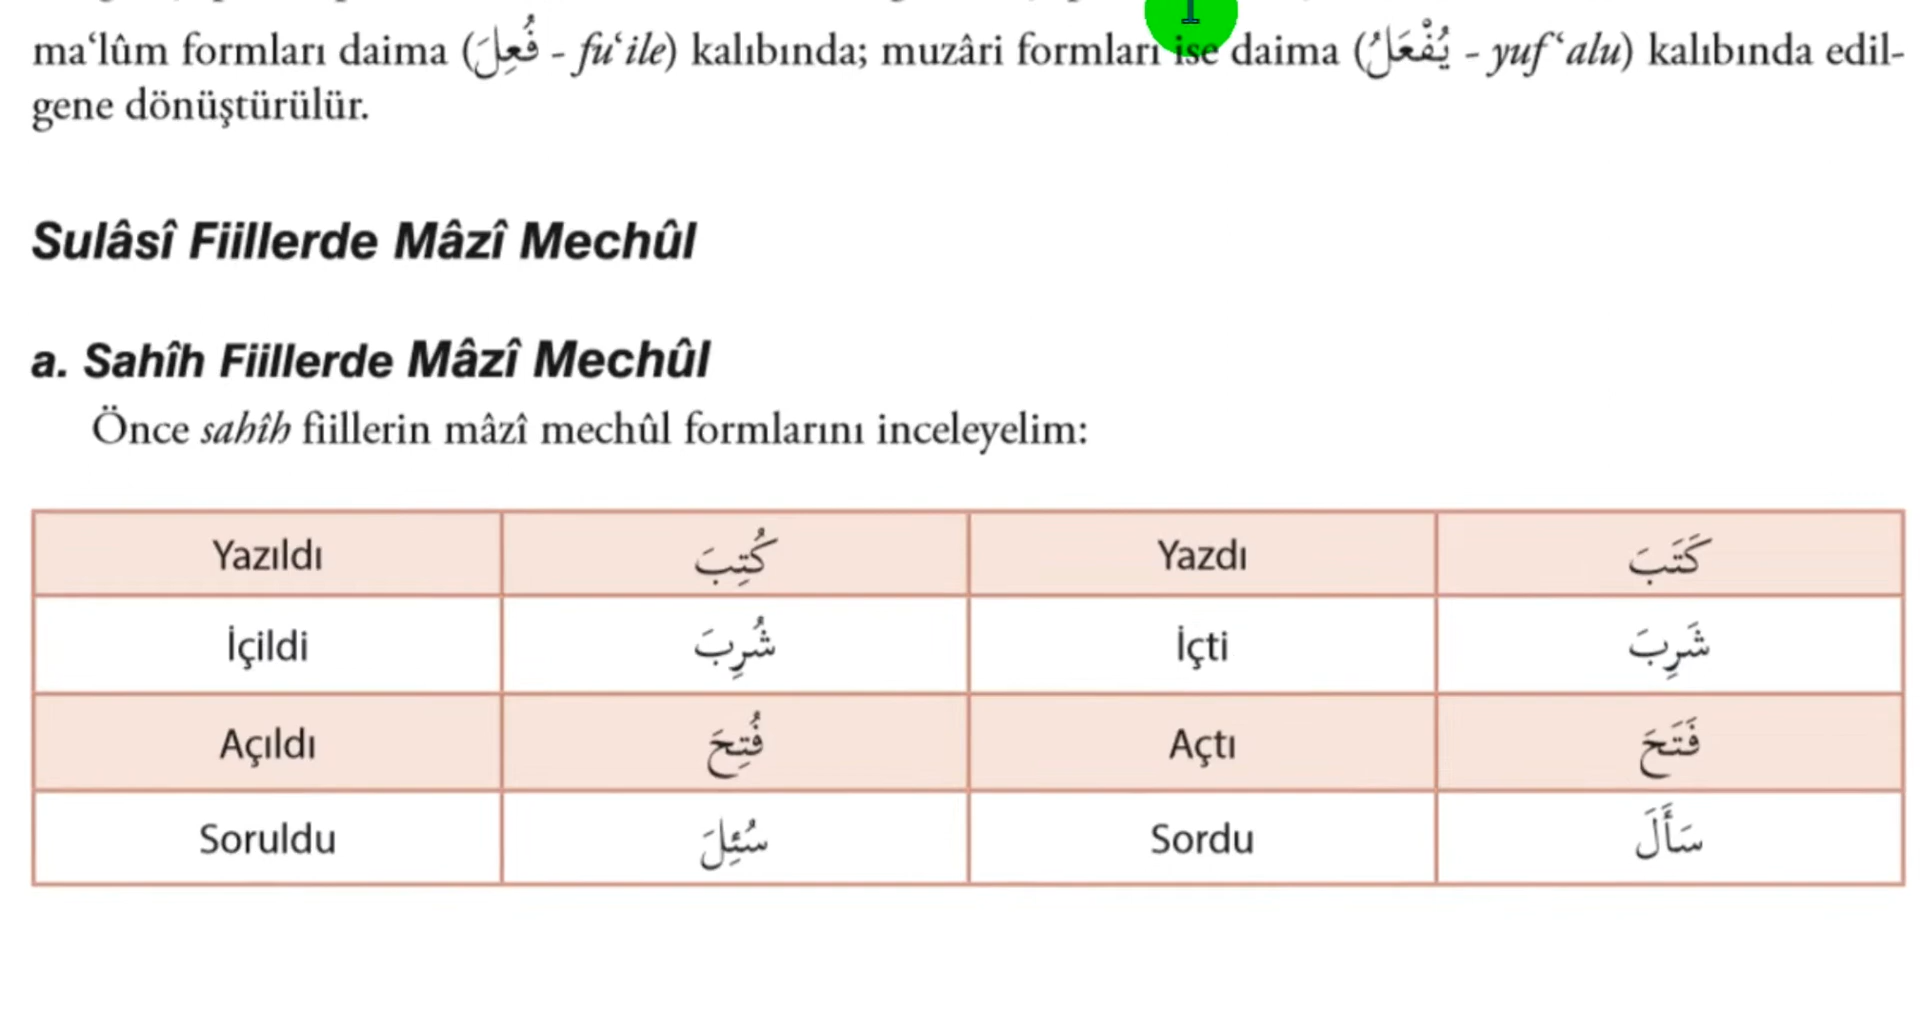 ma‘lûm formları daima (فُعِلَ - fu‘ile) kalıbında; muzâri formları ise daima (يُفْعَلُ - yuf‘alu) kalıbında edil-
gene dönüştürülür.
Sulâsî Fiillerde Mâzî Mechûl
a. Sahîh Fiillerde Mâzî Mechûl
Önce sahîh fiillerin mâzî mechûl formlarını inceleyelim:
Yazıldı كُتِبَ Yazdı كَتَبَ
İçildi شُرِبَ İçti شَرِبَ
Açıldı فُتِحَ Açtı فَتَحَ
Soruldu سُئِلَ Sordu سَأَلَ